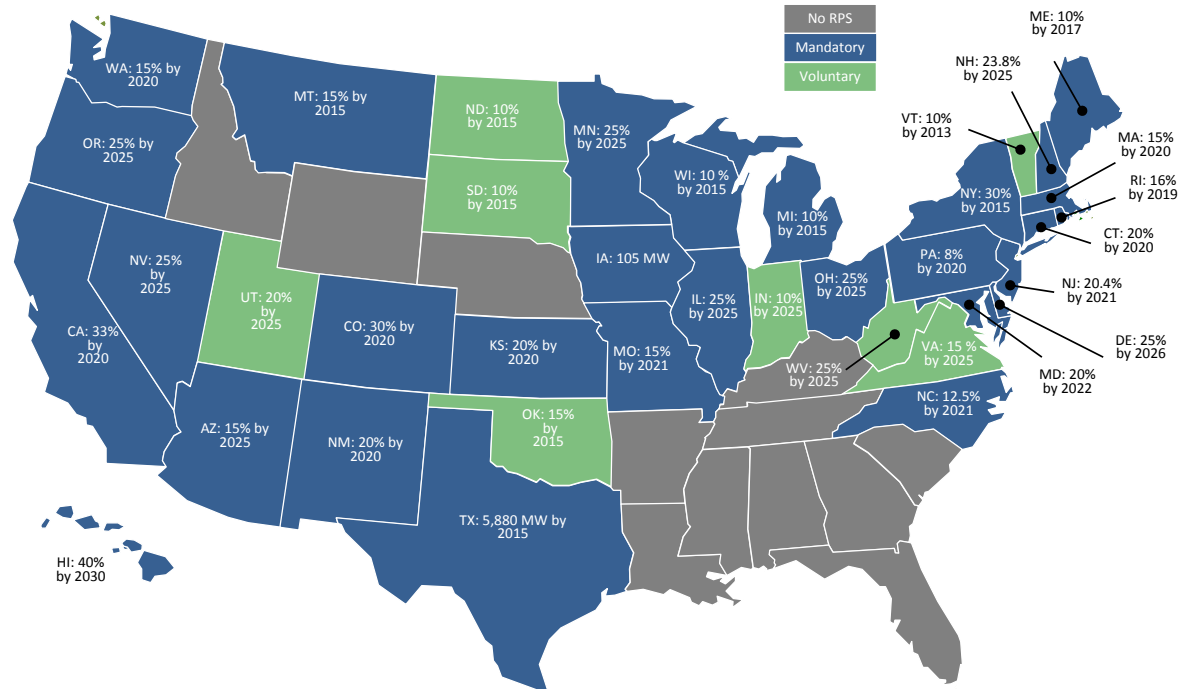 No RPS
Mandatory
Voluntary
ME: 10%
by 2017
NH: 23.8%
by 2025
VT: 10%
by 2013
MA: 15%
by 2020
RI: 16%
by 2019
CT: 20%
by 2020
NJ: 20.4%
by 2021
DE: 25%
by 2026
MD: 20%
by 2022
WA: 15% by
2020
MT: 15% by
2015
ND: 10%
by 2015
MN: 25%
by 2025
OR: 25% by
2025
SD: 10%
by 2015
WI: 10 %
by 2015
MI: 10%
by 2015
NY: 30%
by 2015
NV: 25%
by
2025
UT: 20%
by
2025
IA: 105 MW
PA: 8%
by 2020
CA: 33%
by
2020
CO: 30%
by 2020
KS: 20% by
2020
MO: 15%
by 2021
IL: 25%
by 2025
IN: 10%
by 2025
OH: 25%
by 2025
WV: 25%
by 2025
VA: 15 %
by 2025
NC: 12.5%
by 2021
AZ: 15% by
2025
NM: 20% by
2020
OK: 15%
by
2015
TX: 5,880 MW by
2015
HI: 40%
by 2030